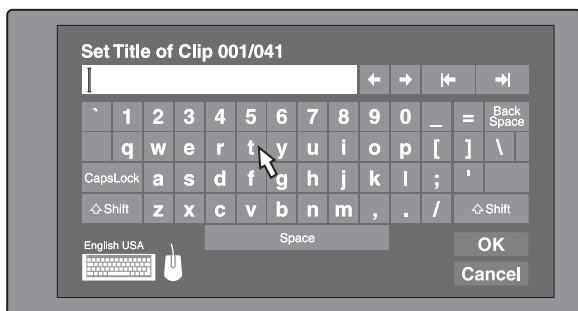 Set Title of Clip 001/041
` 1 2 3 4 5 6 7 8 9 0 _ = Back Space
q w e r t y u i o p [ ] \
CapsLock a s d f g h j k l ; '
Shift z x c v b n m , . / Shift
Space
English USA
OK
Cancel